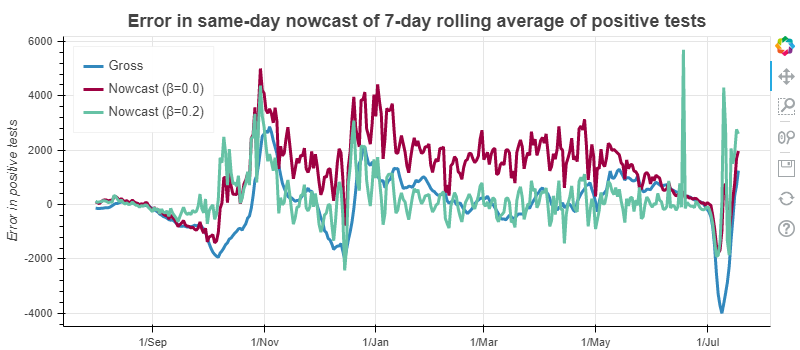 Error in same-day nowcast of 7-day rolling average of positive tests
Error in positive tests
6000
4000
2000
0
-2000
-4000
Gross
Nowcast (β=0.0)
Nowcast (β=0.2)
1/Sep
1/Nov
1/Jan
1/Mar
1/May
1/Jul